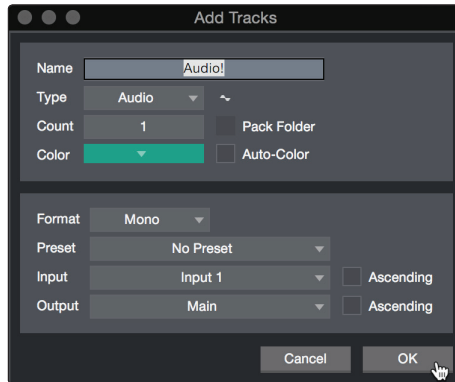 Add Tracks
Name Audio!
Type Audio
Count 1 Pack Folder
Color Auto-Color
Format Mono
Preset No Preset
Input Input 1 Ascending
Output Main Ascending
Cancel OK